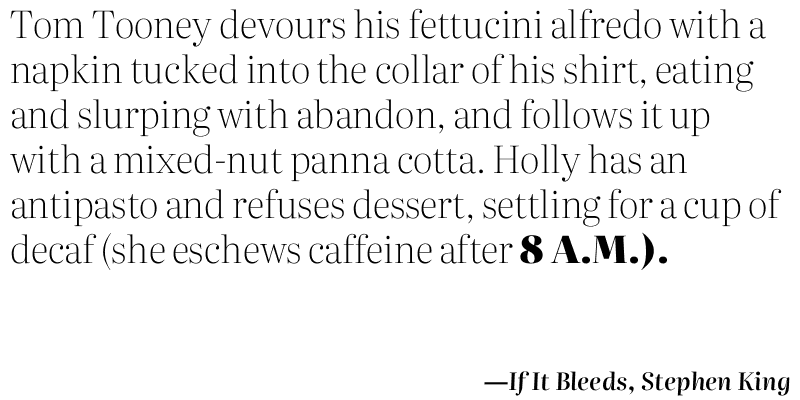 Tom Tooney devours his fettucini alfredo with a
napkin tucked into the collar of his shirt, eating
and slurping with abandon, and follows it up
with a mixed-nut panna cotta. Holly has an
antipasto and refuses dessert, settling for a cup of
decaf (she eschews caffeine after 8 A.M.).
—If It Bleeds, Stephen King